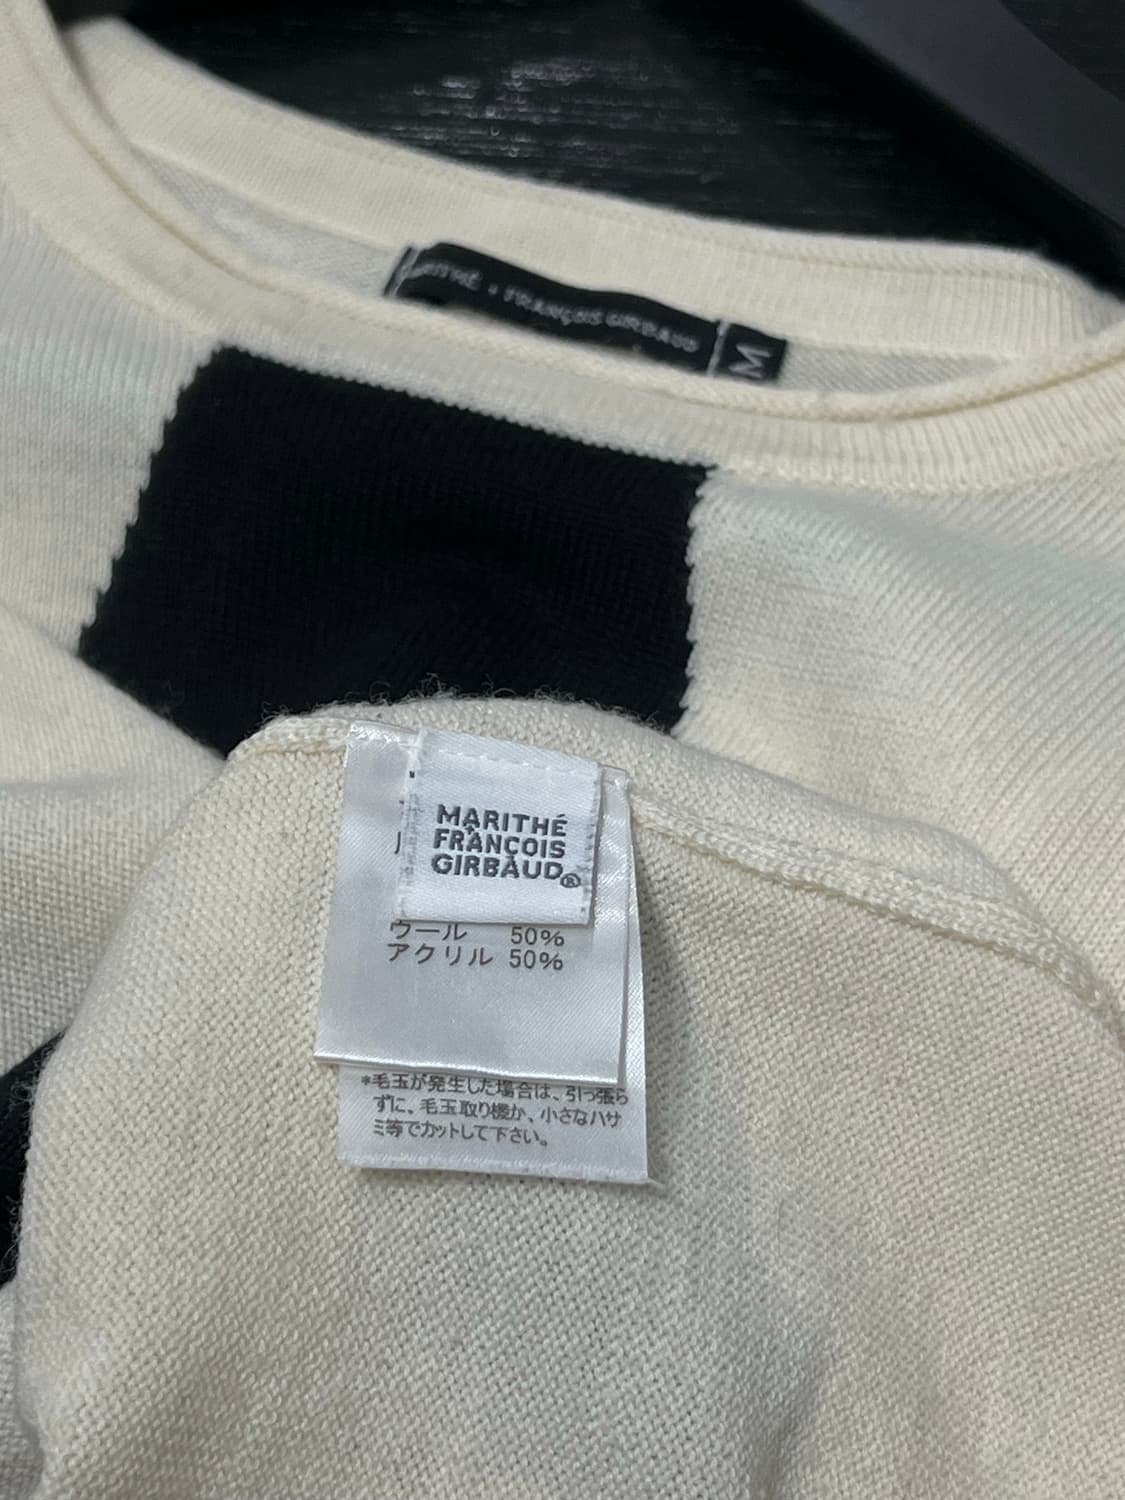 MARITHÉ + FRANÇOIS GIRBAUD
M
MARITHÉ
FRANÇOIS
GIRBAUD®
ウール 50%
アクリル 50%
*毛玉が発生した場合は、引っ張ら
ずに、毛玉取り機か、小さなハサ
ミ等でカットして下さい。